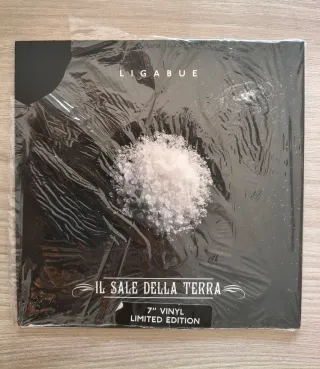 LIGABUE
IL SALE DELLA TERRA
7" VINYL
LIMITED EDITION